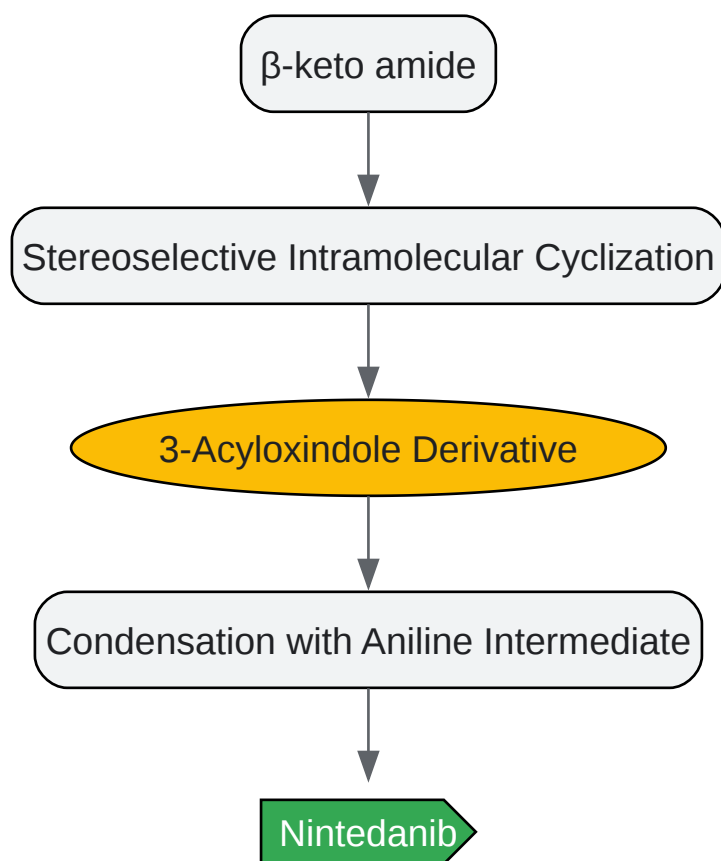 β-keto amide
Stereoselective Intramolecular Cyclization
3-Acyloxindole Derivative
Condensation with Aniline Intermediate
Nintedanib